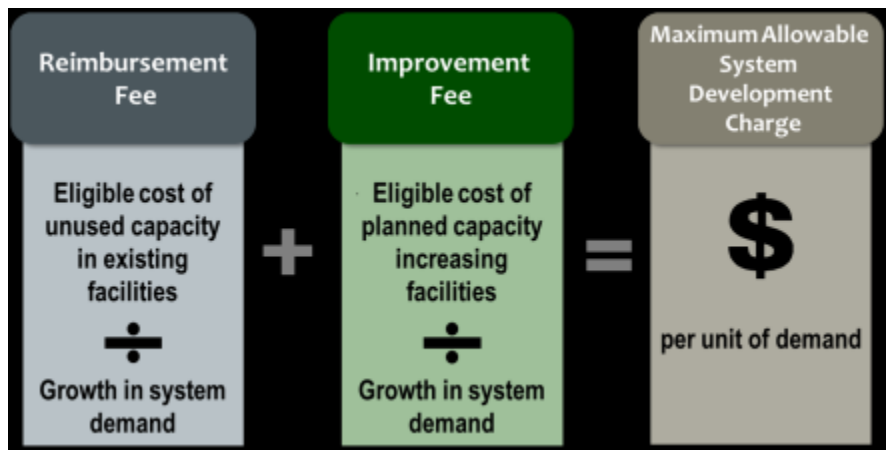 Reimbursement
Fee
Eligible cost of
unused capacity
in existing
facilities
÷
Growth in system
demand
+
Improvement
Fee
Eligible cost of
planned capacity
increasing
facilities
÷
Growth in system
demand
=
Maximum Allowable
System
Development
Charge
$
per unit of demand